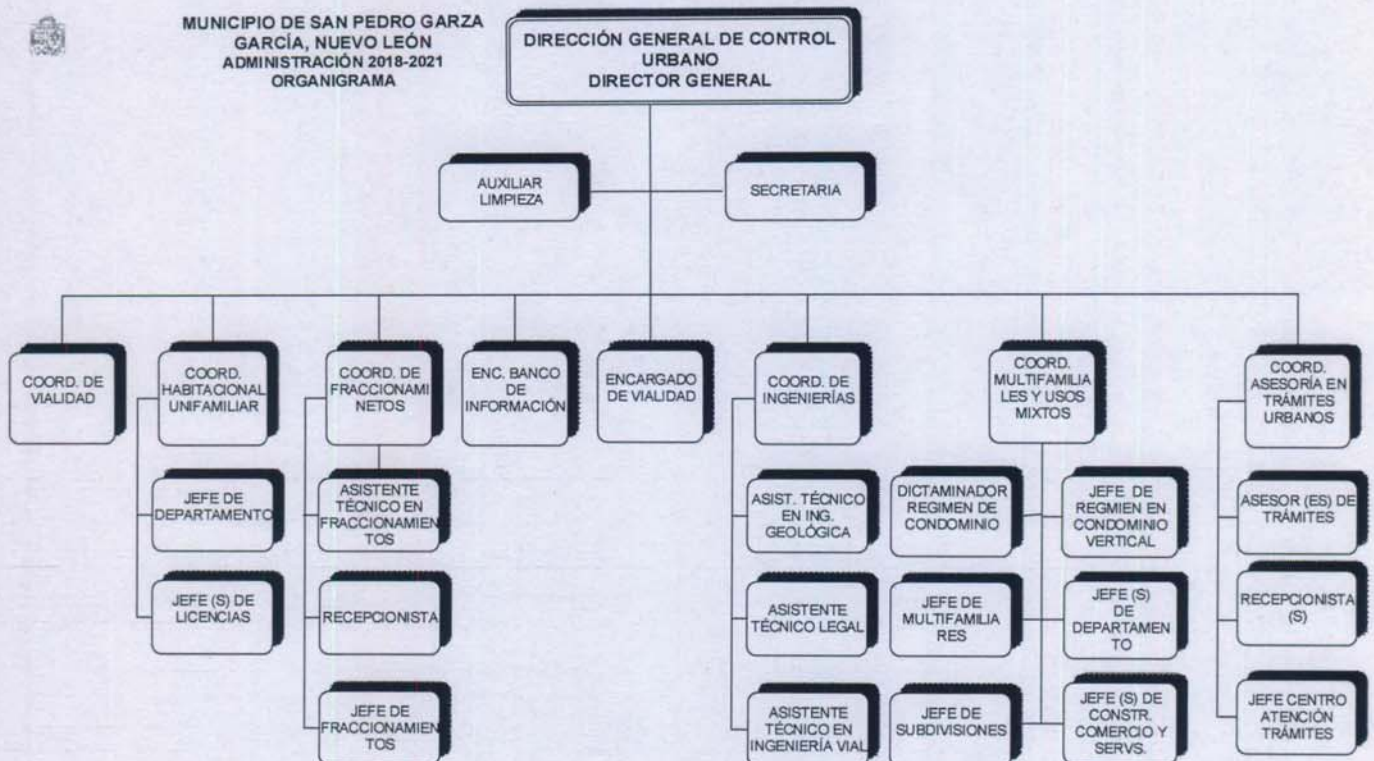 MUNICIPIO DE SAN PEDRO GARZA
GARCÍA, NUEVO LEÓN
ADMINISTRACIÓN 2018-2021
ORGANIGRAMA
DIRECCIÓN GENERAL DE CONTROL
URBANO
DIRECTOR GENERAL
AUXILIAR
LIMPIEZA
SECRETARIA
COORD. DE
VIALIDAD
COORD.
HABITACIONAL
UNIFAMILIAR
COORD. DE
FRACCIONAMI
NETOS
ENC. BANCO
DE
INFORMACIÓN
ENCARGADO
DE VIALIDAD
COORD. DE
INGENIERÍAS
COORD.
MULTIFAMILIA
LES Y USOS
MIXTOS
COORD.
ASESORÍA EN
TRÁMITES
URBANOS
JEFE DE
DEPARTAMENTO
ASISTENTE
TÉCNICO EN
FRACCIONAMIEN
TOS
ASIST. TÉCNICO
EN ING.
GEOLÓGICA
DICTAMINADOR
REGIMEN DE
CONDOMINIO
JEFE DE
REGMIEN EN
CONDOMINIO
VERTICAL
ASESOR (ES) DE
TRÁMITES
JEFE (S) DE
LICENCIAS
RECEPCIONISTA
ASISTENTE
TÉCNICO LEGAL
JEFE DE
MULTIFAMILIA
RES
JEFE (S)
DE
DEPARTAMEN
TO
RECEPCIONISTA
(S)
JEFE DE
FRACCIONAMIEN
TOS
ASISTENTE
TÉCNICO EN
INGENIERÍA VIAL
JEFE DE
SUBDIVISIONES
JEFE (S) DE
CONSTR.
COMERCIO Y
SERVS.
JEFE CENTRO
ATENCIÓN
TRÁMITES